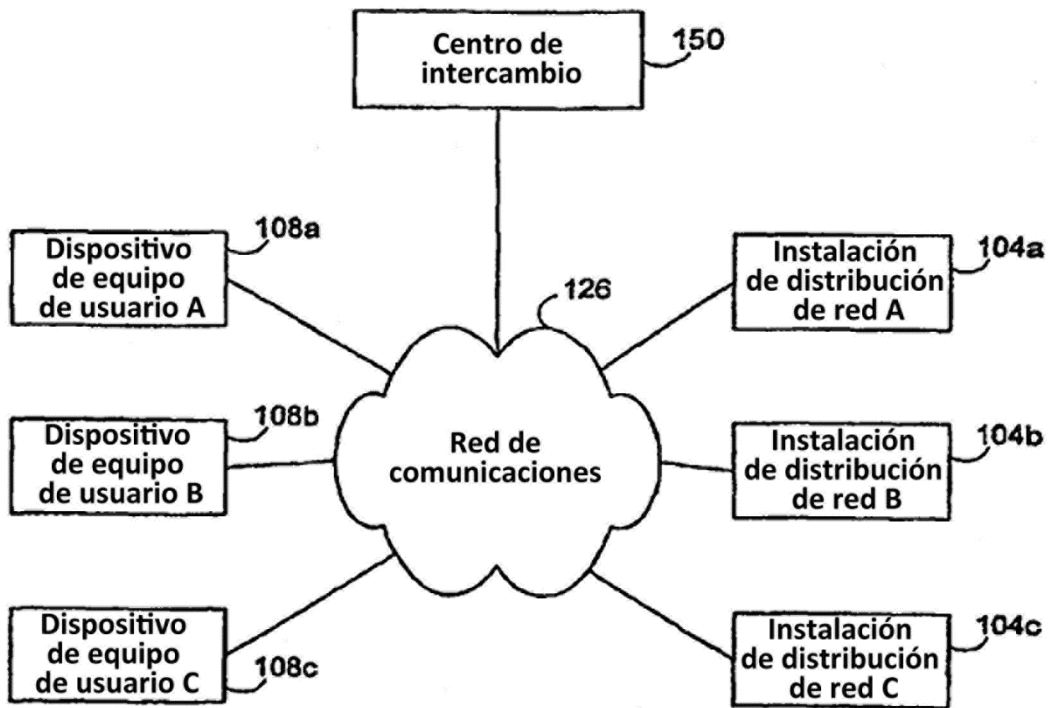 Centro de
intercambio
150
Dispositivo
de equipo
de usuario A
108a
Instalación
de distribución
de red A
104a
126
Dispositivo
de equipo
de usuario B
108b
Red de
comunicaciones
Instalación
de distribución
de red B
104b
Dispositivo
de equipo
de usuario C
108c
Instalación
de distribución
de red C
104c